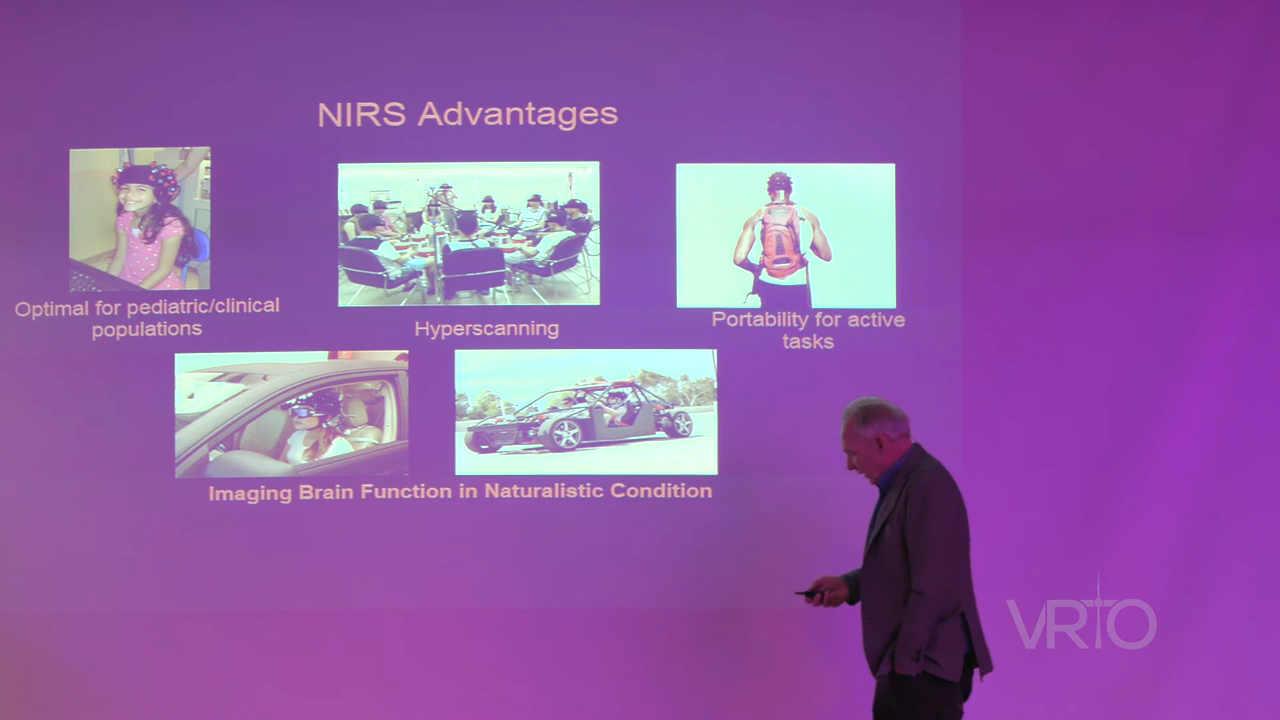 NIRS Advantages
Optimal for pediatric/clinical
populations
Hyperscanning
Portability for active
tasks
Imaging Brain Function in Naturalistic Condition
VRTO